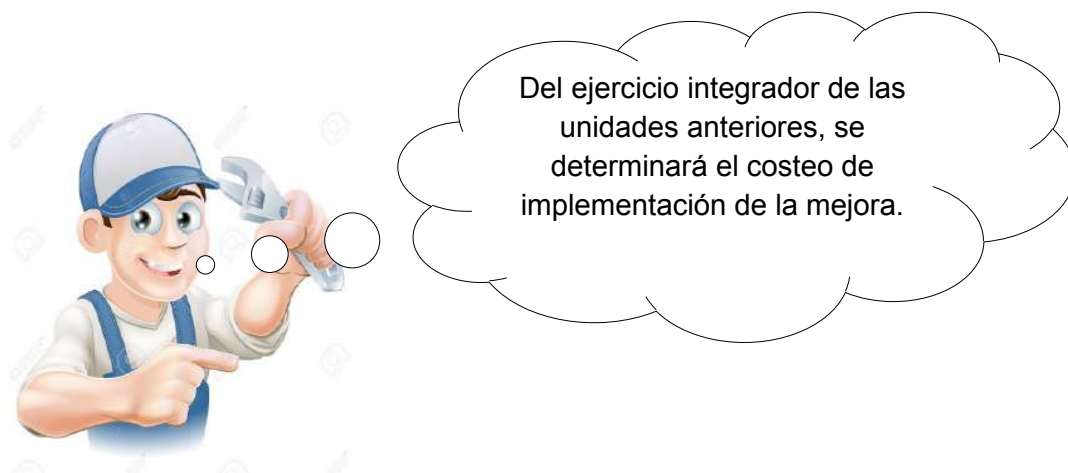 Del ejercicio integrador de las
unidades anteriores, se
determinará el costeo de
implementación de la mejora.